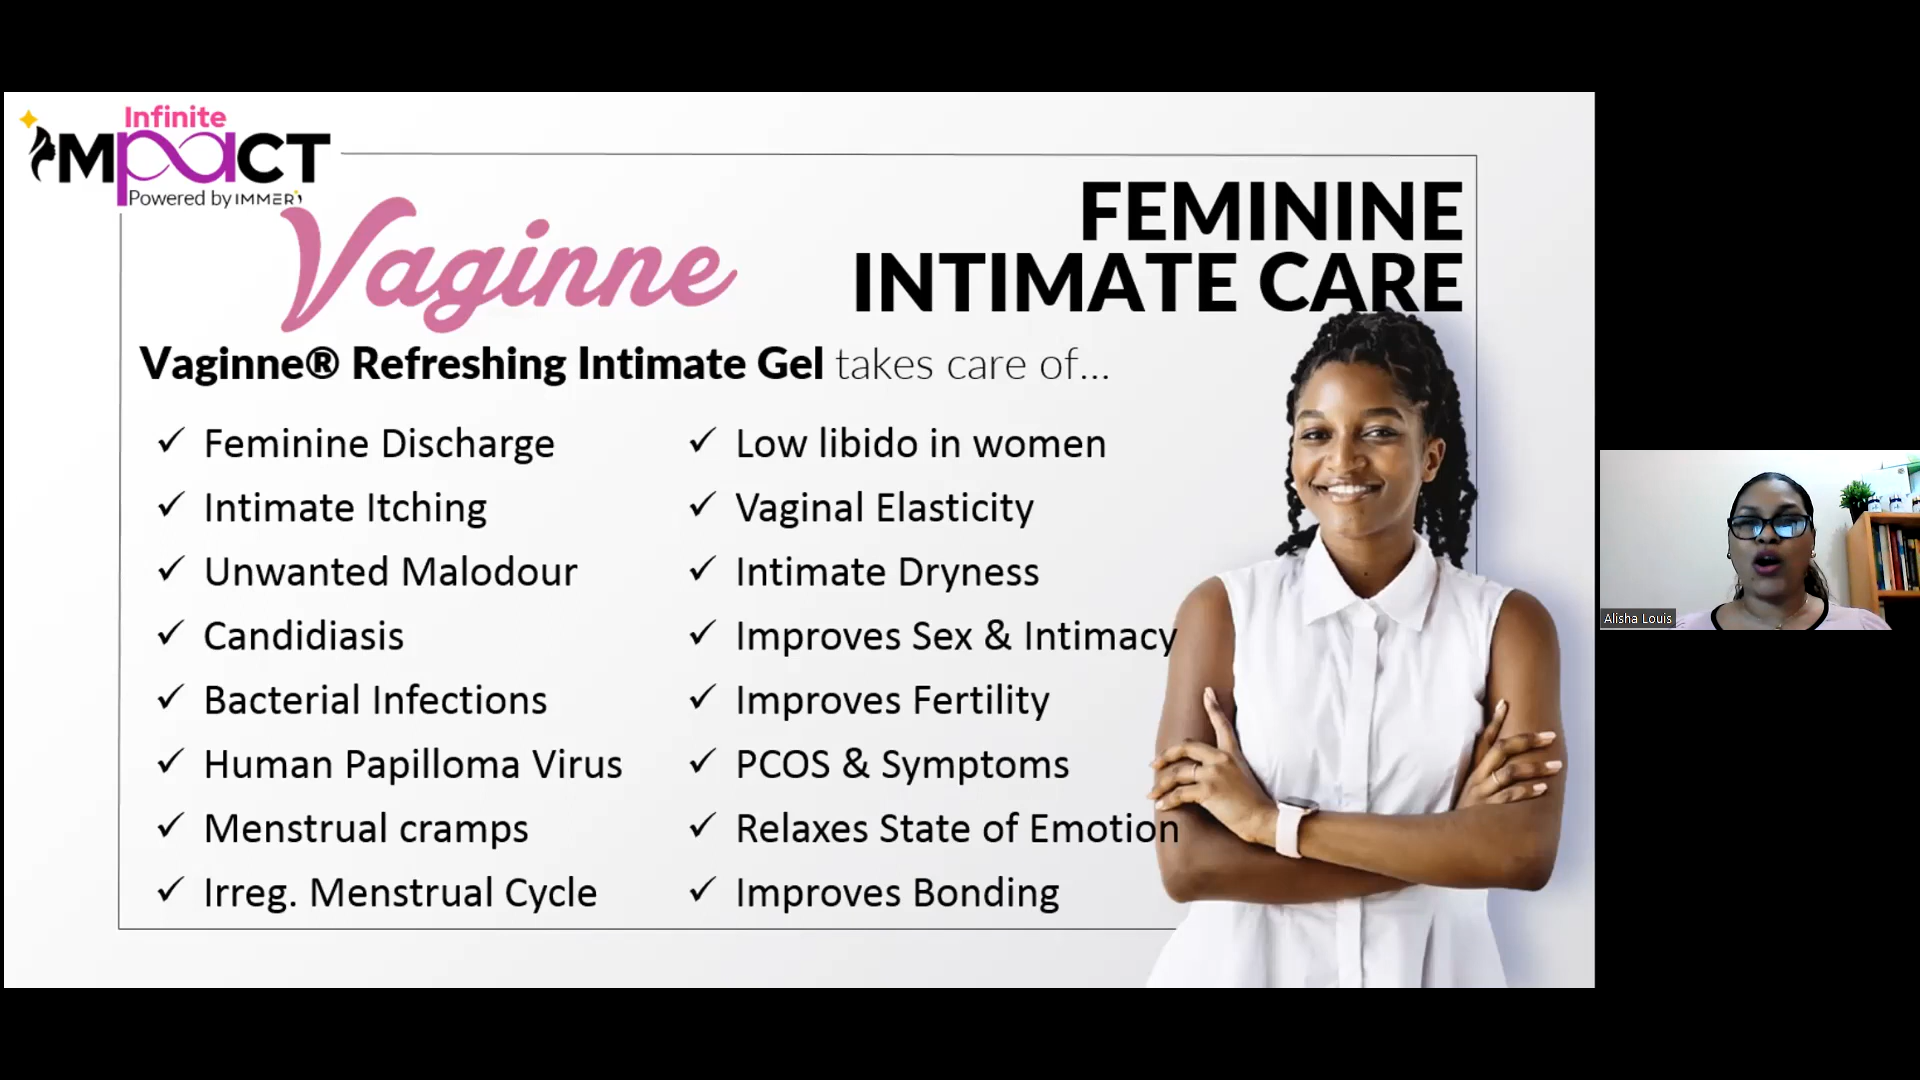 Infinite
iMPACT
Powered by IMMERI
Vaginne
FEMININE
INTIMATE CARE
Vaginne® Refreshing Intimate Gel takes care of...
✓ Feminine Discharge
✓ Intimate Itching
✓ Unwanted Malodour
✓ Candidiasis
✓ Bacterial Infections
✓ Human Papilloma Virus
✓ Menstrual cramps
✓ Irreg. Menstrual Cycle
✓ Low libido in women
✓ Vaginal Elasticity
✓ Intimate Dryness
✓ Improves Sex & Intimacy
✓ Improves Fertility
✓ PCOS & Symptoms
✓ Relaxes State of Emotion
✓ Improves Bonding
Alisha Louis